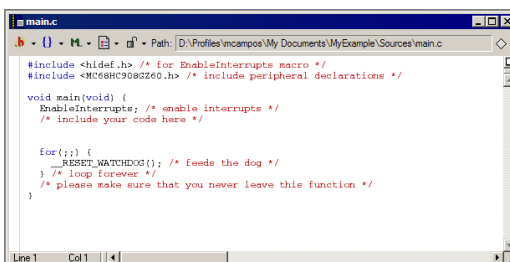 main.c
.h {} M. Path: D:\Profiles\mcampos\My Documents\MyExample\Sources\main.c
#include <hidef.h> /* for EnableInterrupts macro */
#include <MC68HC908GZ60.h> /* include peripheral declarations */
void main(void) {
EnableInterrupts; /* enable interrupts */
/* include your code here */
for(;;) {
__RESET_WATCHDOG(); /* feeds the dog */
} /* loop forever */
/* please make sure that you never leave this function */
}
Line 1 Col 1